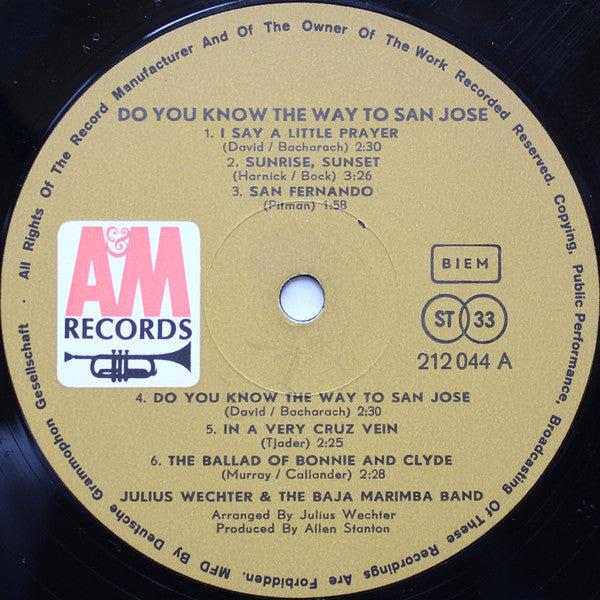 All Rights Of The Record Manufacturer And Of The Owner Of The Work Recorded Reserved. Copying, Public Performance, Broadcasting Of These Recordings Are Forbidden. MFD By Deutsche Grammophon Gesellschaft ·
DO YOU KNOW THE WAY TO SAN JOSE
1. I SAY A LITTLE PRAYER
(David / Bacharach) 2:30
2. SUNRISE, SUNSET
(Harnick / Bock) 3:26
3. SAN FERNANDO
(Pitman) 1:58
A&M
RECORDS
BIEM
ST 33
212 044 A
4. DO YOU KNOW THE WAY TO SAN JOSE
(David / Bacharach) 2:30
5. IN A VERY CRUZ VEIN
(Tjader) 2:25
6. THE BALLAD OF BONNIE AND CLYDE
(Murray / Callander) 2:28
JULIUS WECHTER & THE BAJA MARIMBA BAND
Arranged By Julius Wechter
Produced By Allen Stanton